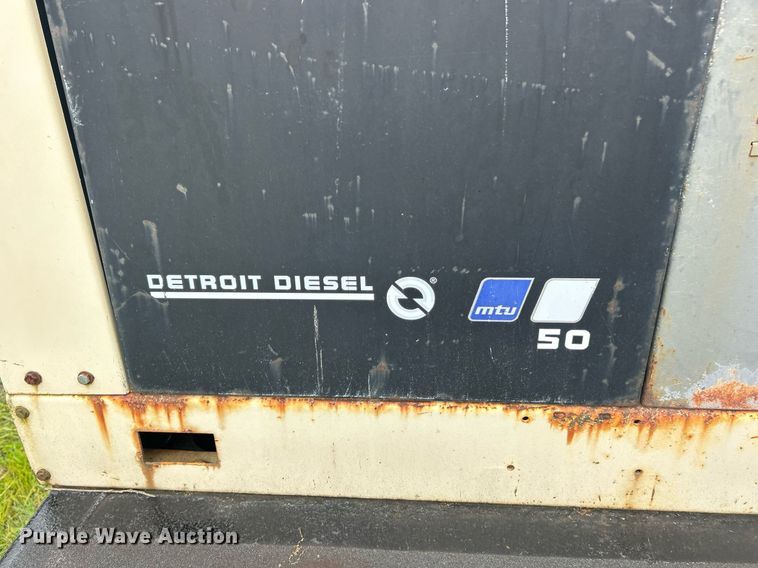 DETROIT DIESEL ®
mtu
50
Purple Wave Auction